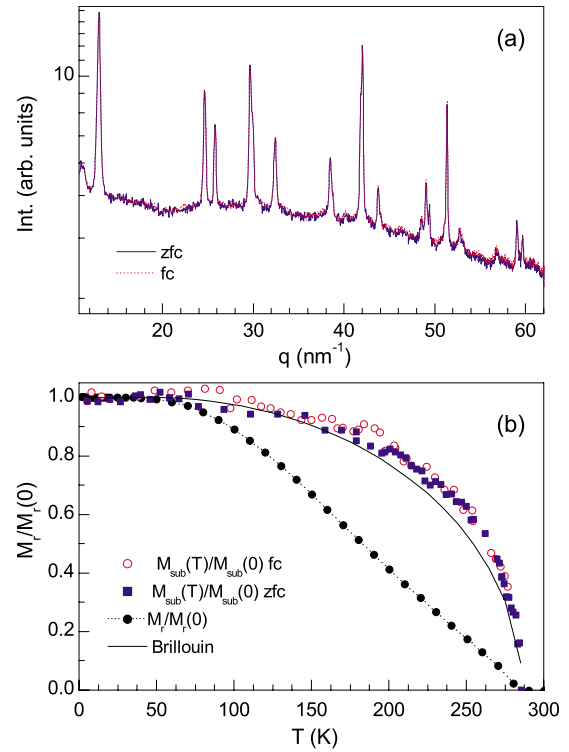 (a)
10
Int. (arb. units)
zfc
fc
20 30 40 50 60
q (nm⁻¹)
(b)
1.0
0.8
0.6
0.4
0.2
0.0
M_r/M_r(0)
M_sub(T)/M_sub(0) fc
M_sub(T)/M_sub(0) zfc
M_r/M_r(0)
Brillouin
0 50 100 150 200 250 300
T (K)